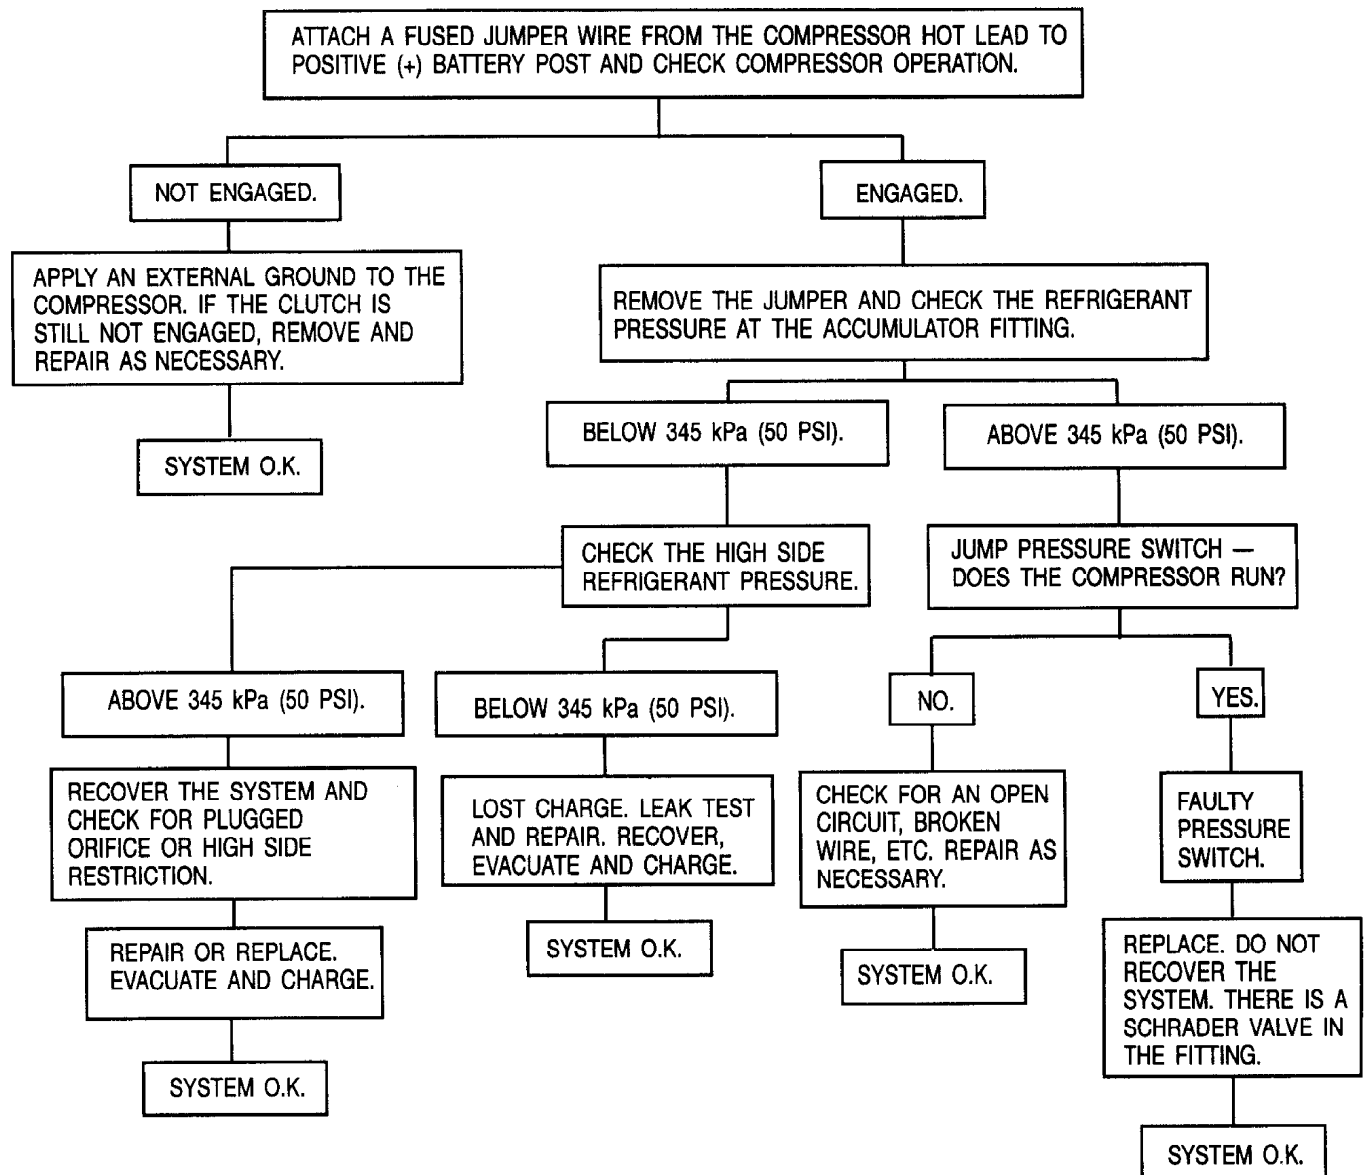 ATTACH A FUSED JUMPER WIRE FROM THE COMPRESSOR HOT LEAD TO
POSITIVE (+) BATTERY POST AND CHECK COMPRESSOR OPERATION.
NOT ENGAGED.
ENGAGED.
APPLY AN EXTERNAL GROUND TO THE
COMPRESSOR. IF THE CLUTCH IS
STILL NOT ENGAGED, REMOVE AND
REPAIR AS NECESSARY.
REMOVE THE JUMPER AND CHECK THE REFRIGERANT
PRESSURE AT THE ACCUMULATOR FITTING.
SYSTEM O.K.
BELOW 345 kPa (50 PSI).
ABOVE 345 kPa (50 PSI).
CHECK THE HIGH SIDE
REFRIGERANT PRESSURE.
JUMP PRESSURE SWITCH —
DOES THE COMPRESSOR RUN?
ABOVE 345 kPa (50 PSI).
BELOW 345 kPa (50 PSI).
NO.
YES.
RECOVER THE SYSTEM AND
CHECK FOR PLUGGED
ORIFICE OR HIGH SIDE
RESTRICTION.
LOST CHARGE. LEAK TEST
AND REPAIR. RECOVER,
EVACUATE AND CHARGE.
CHECK FOR AN OPEN
CIRCUIT, BROKEN
WIRE, ETC. REPAIR AS
NECESSARY.
FAULTY
PRESSURE
SWITCH.
REPAIR OR REPLACE.
EVACUATE AND CHARGE.
SYSTEM O.K.
SYSTEM O.K.
REPLACE. DO NOT
RECOVER THE
SYSTEM. THERE IS A
SCHRADER VALVE IN
THE FITTING.
SYSTEM O.K.
SYSTEM O.K.